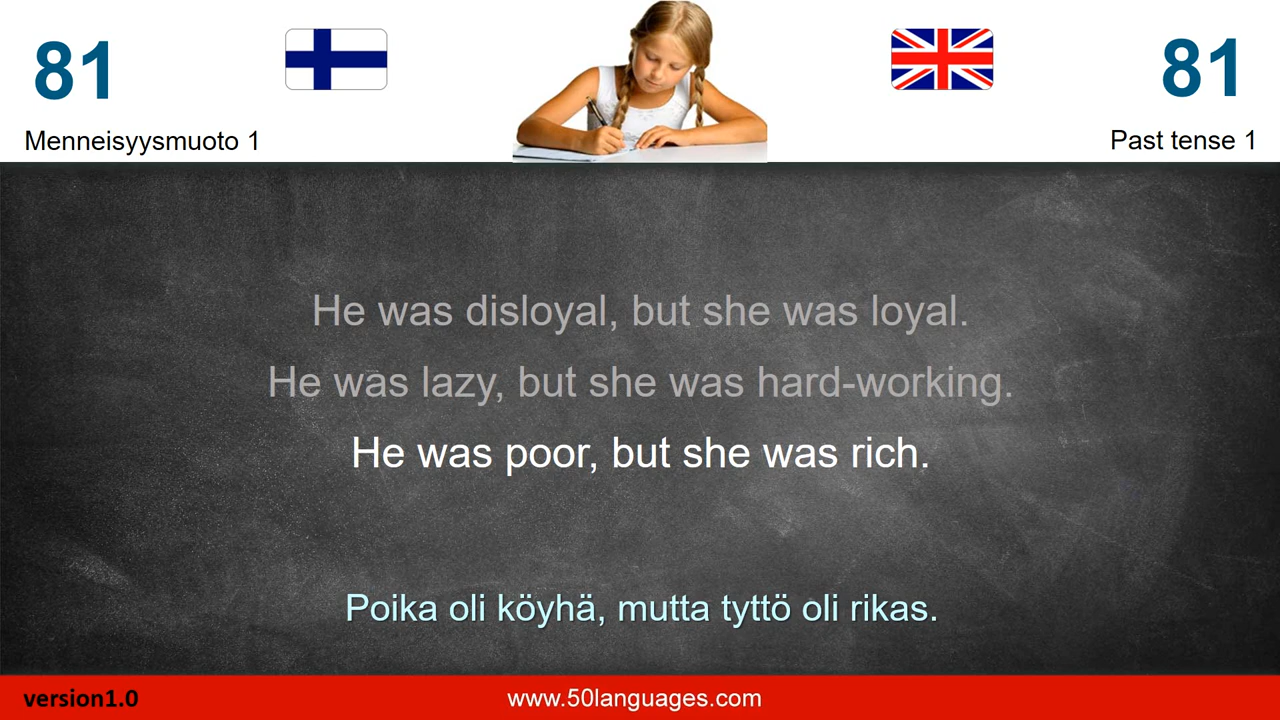 81
81
Menneisyysmuoto 1
Past tense 1
He was disloyal, but she was loyal.
He was lazy, but she was hard-working.
He was poor, but she was rich.
Poika oli köyhä, mutta tyttö oli rikas.
version1.0
www.50languages.com